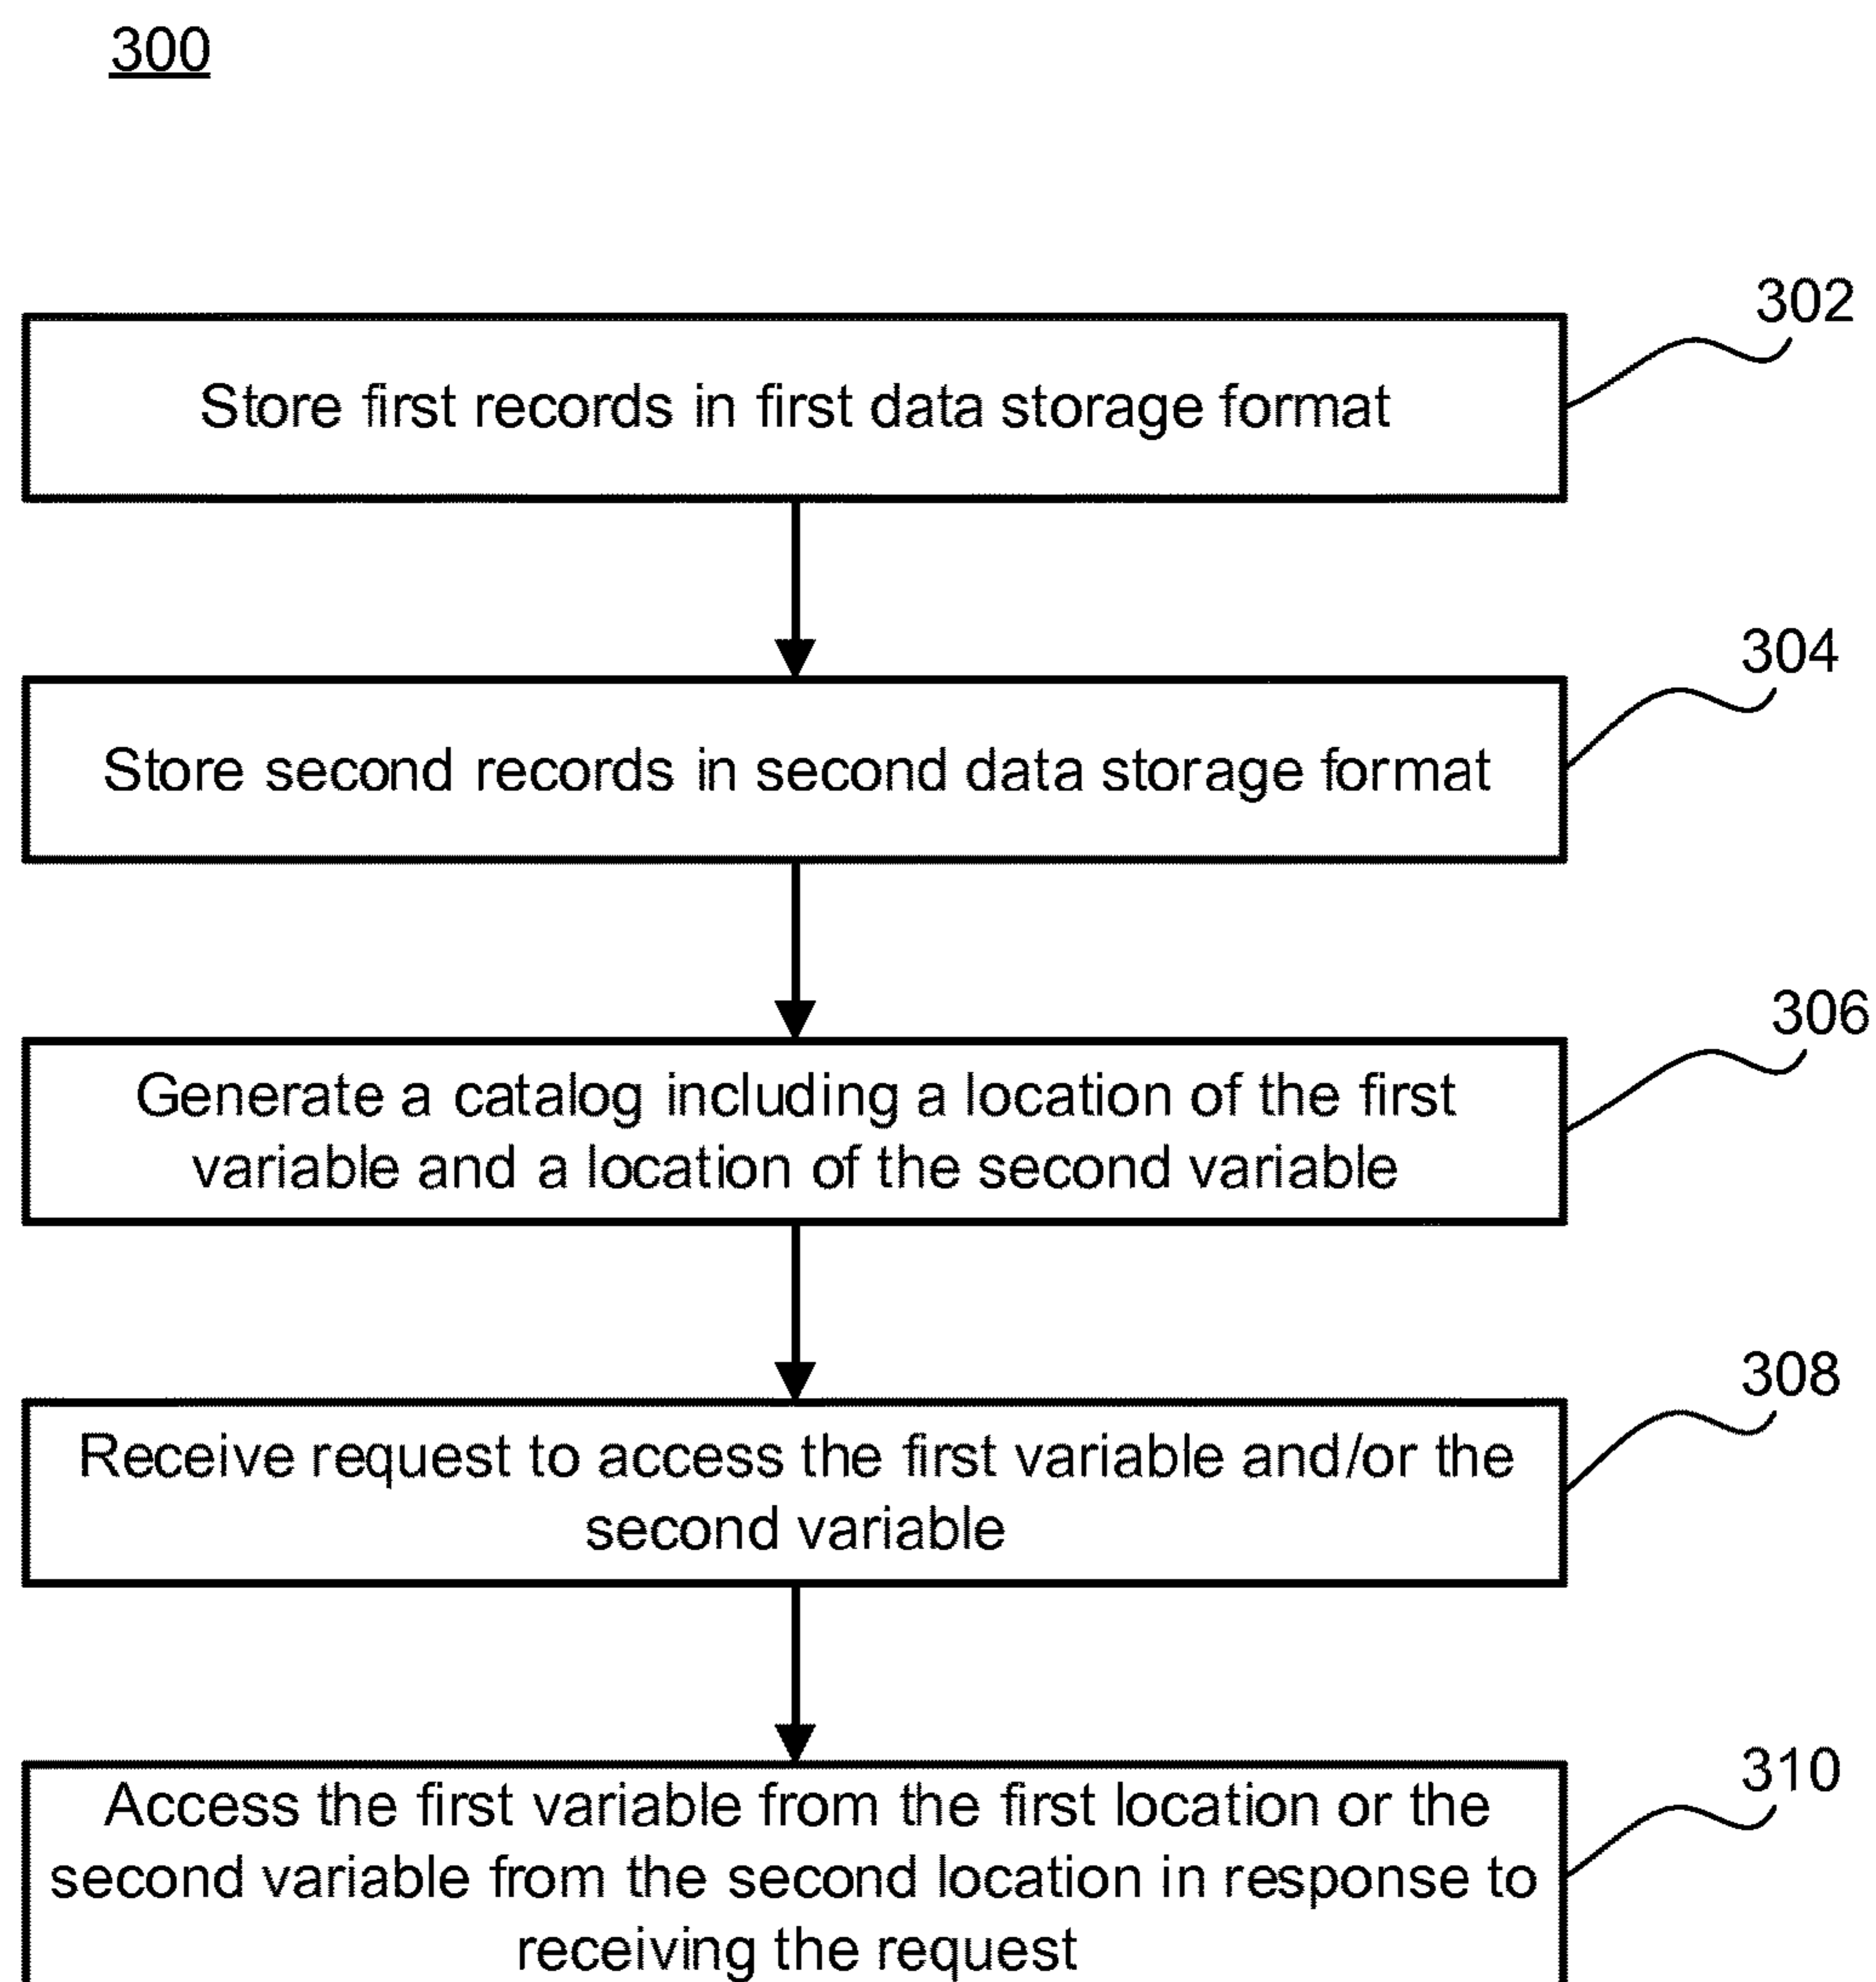 300
302
Store first records in first data storage format
304
Store second records in second data storage format
306
Generate a catalog including a location of the first
variable and a location of the second variable
308
Receive request to access the first variable and/or the
second variable
310
Access the first variable from the first location or the
second variable from the second location in response to
receiving the request